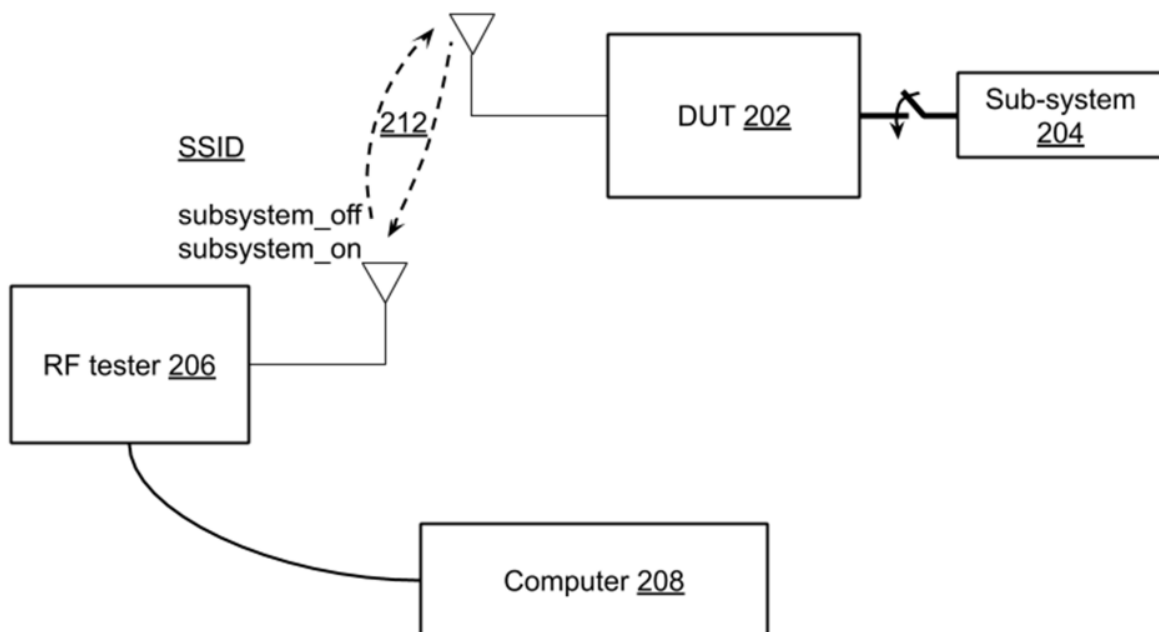 DUT 202
Sub-system
204
212
SSID
subsystem_off
subsystem_on
RF tester 206
Computer 208